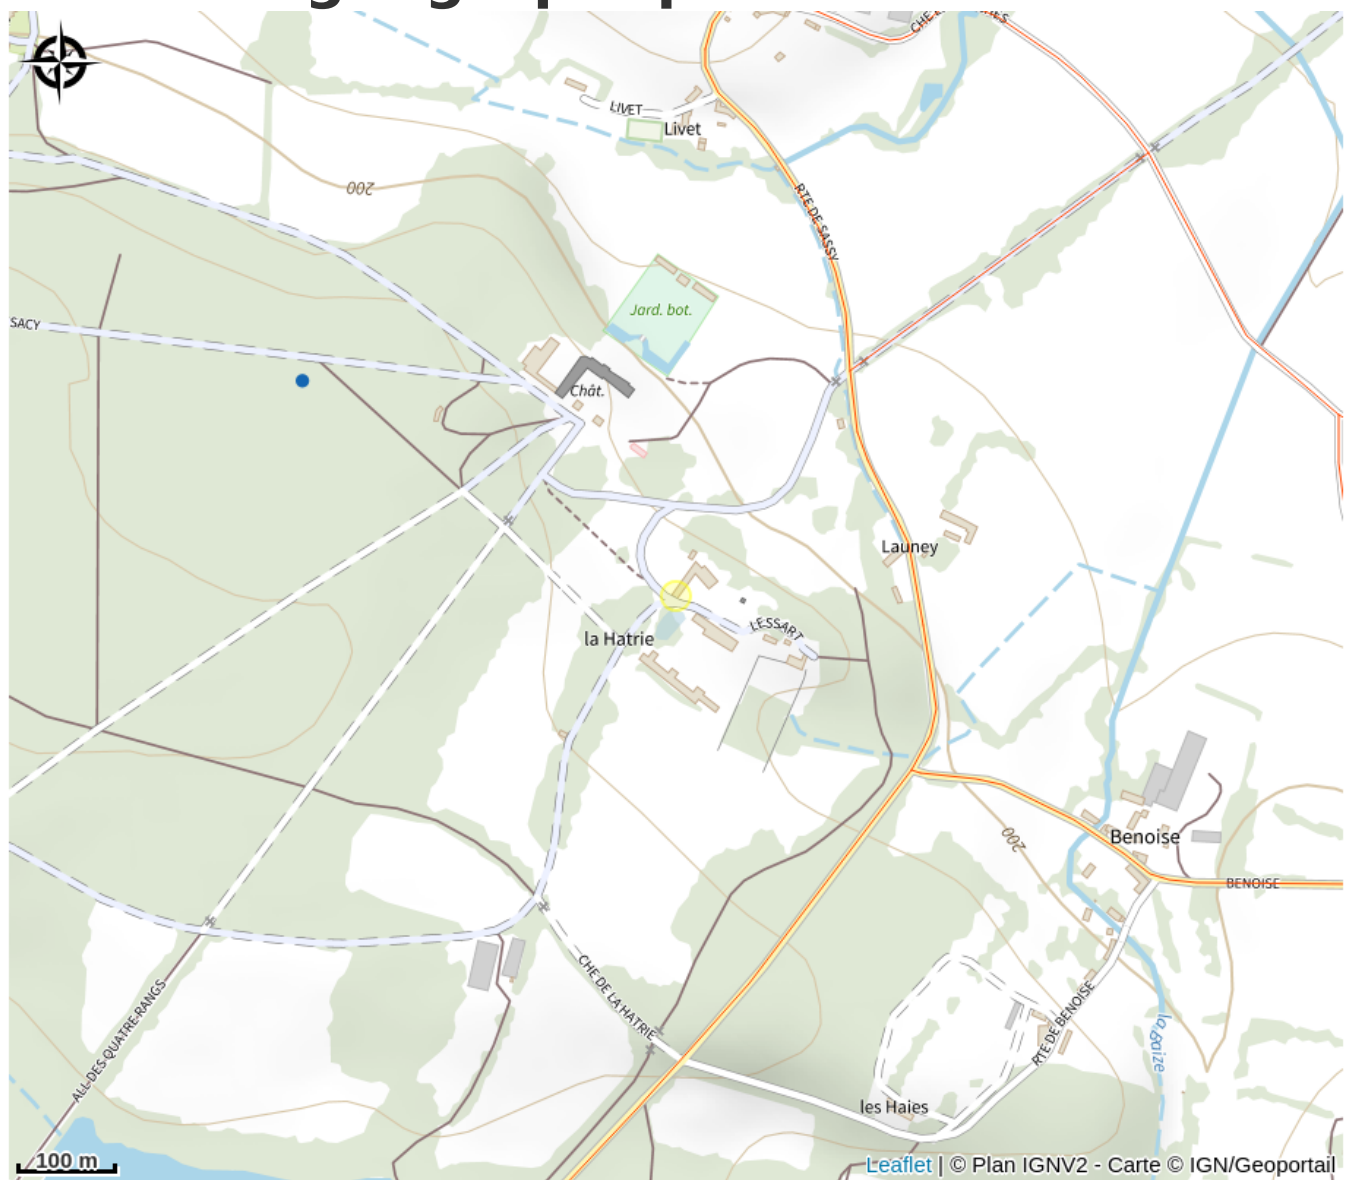 LIVET
Livet
200
RTE DE SASSY
Jard. bot.
SACY
Chât.
Launey
LESSART
la Hatrie
200
Benoise
BENOISE
CHE DE LA HATRIE
ALL DES QUATRE RANGS
RTE DE BENOISE
la Baize
les Haies
100 m
Leaflet | © Plan IGNV2 - Carte © IGN/Geoportail